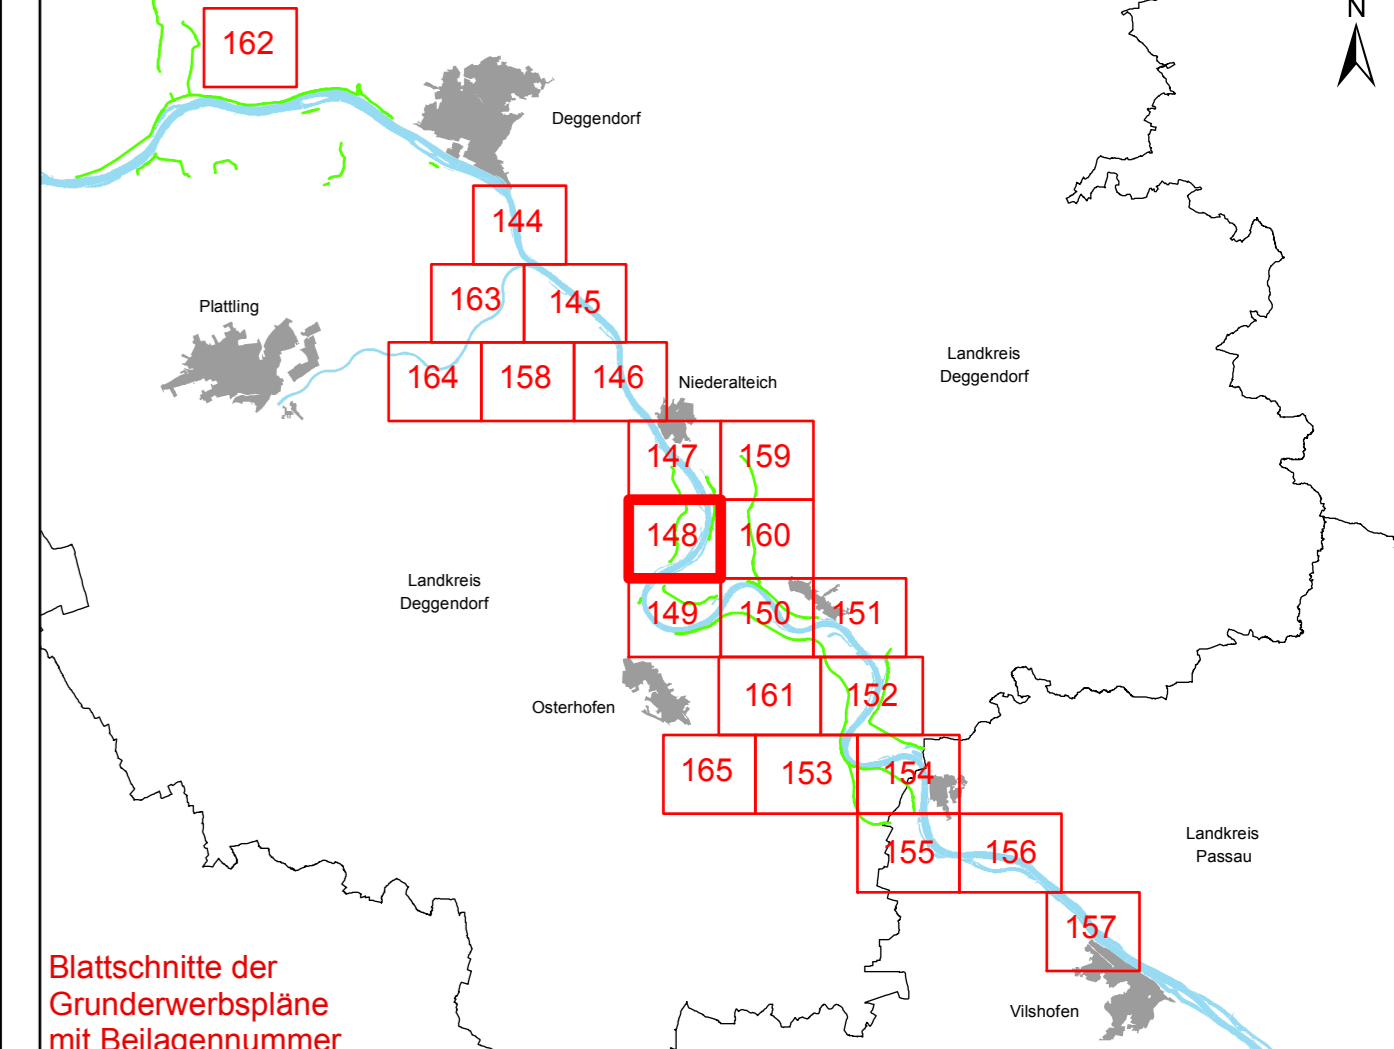 N
162
Deggendorf
144
Plattling
163
145
Landkreis
Deggendorf
164
158
146
Niederalteich
147
159
148
160
Landkreis
Deggendorf
149
150
151
Osterhofen
161
152
165
153
154
Landkreis
Passau
155
156
157
Vilshofen
Blattschnitte der
Grunderwerbspläne
mit Beilagennummer